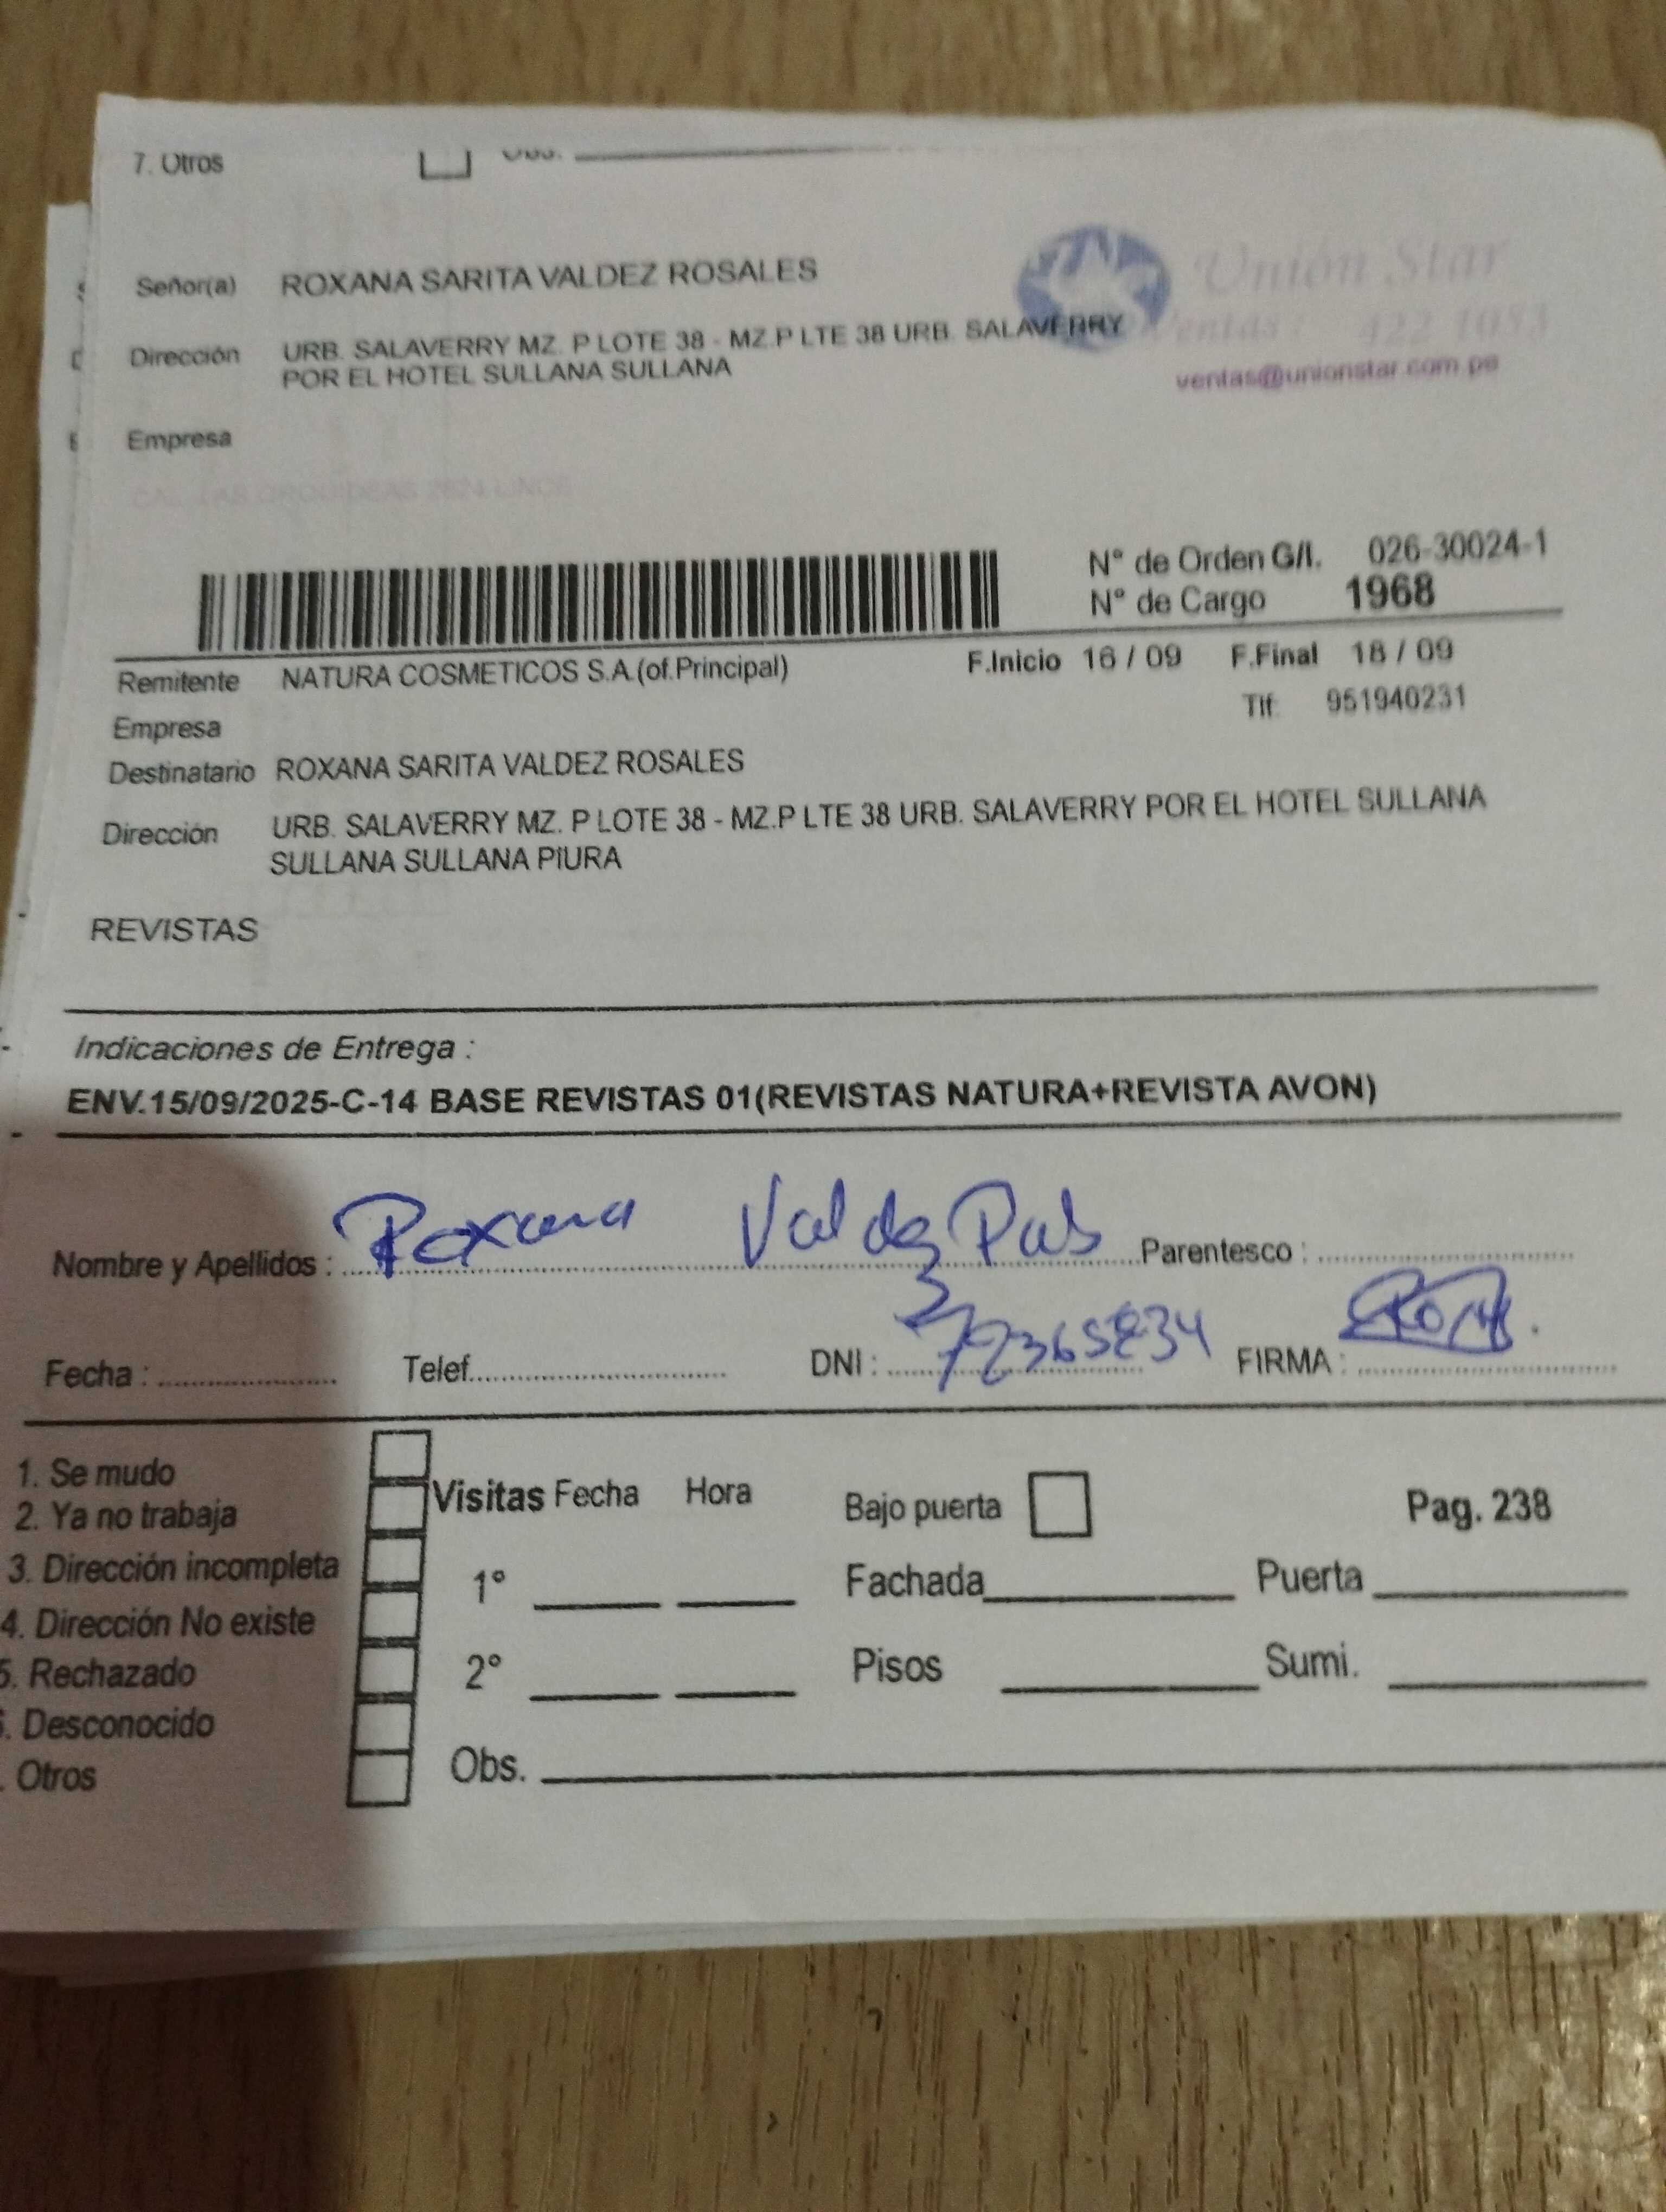 7. Otros Obs.
Señor(a) ROXANA SARITA VALDEZ ROSALES
Unión Star
Dirección URB. SALAVERRY MZ. P LOTE 38 - MZ.P LTE 38 URB. SALAVERRY
POR EL HOTEL SULLANA SULLANA
Ventas: 422 1053
ventas@unionstar.com.pe
Empresa
N° de Orden G/I. 026-30024-1
N° de Cargo 1968
Remitente NATURA COSMETICOS S.A.(of.Principal) F.Inicio 16 / 09 F.Final 18 / 09
Empresa Tlf. 951940231
Destinatario ROXANA SARITA VALDEZ ROSALES
Dirección URB. SALAVERRY MZ. P LOTE 38 - MZ.P LTE 38 URB. SALAVERRY POR EL HOTEL SULLANA
SULLANA SULLANA PIURA
REVISTAS
Indicaciones de Entrega :
ENV.15/09/2025-C-14 BASE REVISTAS 01(REVISTAS NATURA+REVISTA AVON)
Nombre y Apellidos : Roxana Valdez Parentesco :
Fecha : Telef. DNI : FIRMA :
1. Se mudo
2. Ya no trabaja
3. Dirección incompleta
4. Dirección No existe
5. Rechazado
6. Desconocido
. Otros
Visitas Fecha Hora Bajo puerta Pag. 238
1° Fachada Puerta
2° Pisos Sumi.
Obs.